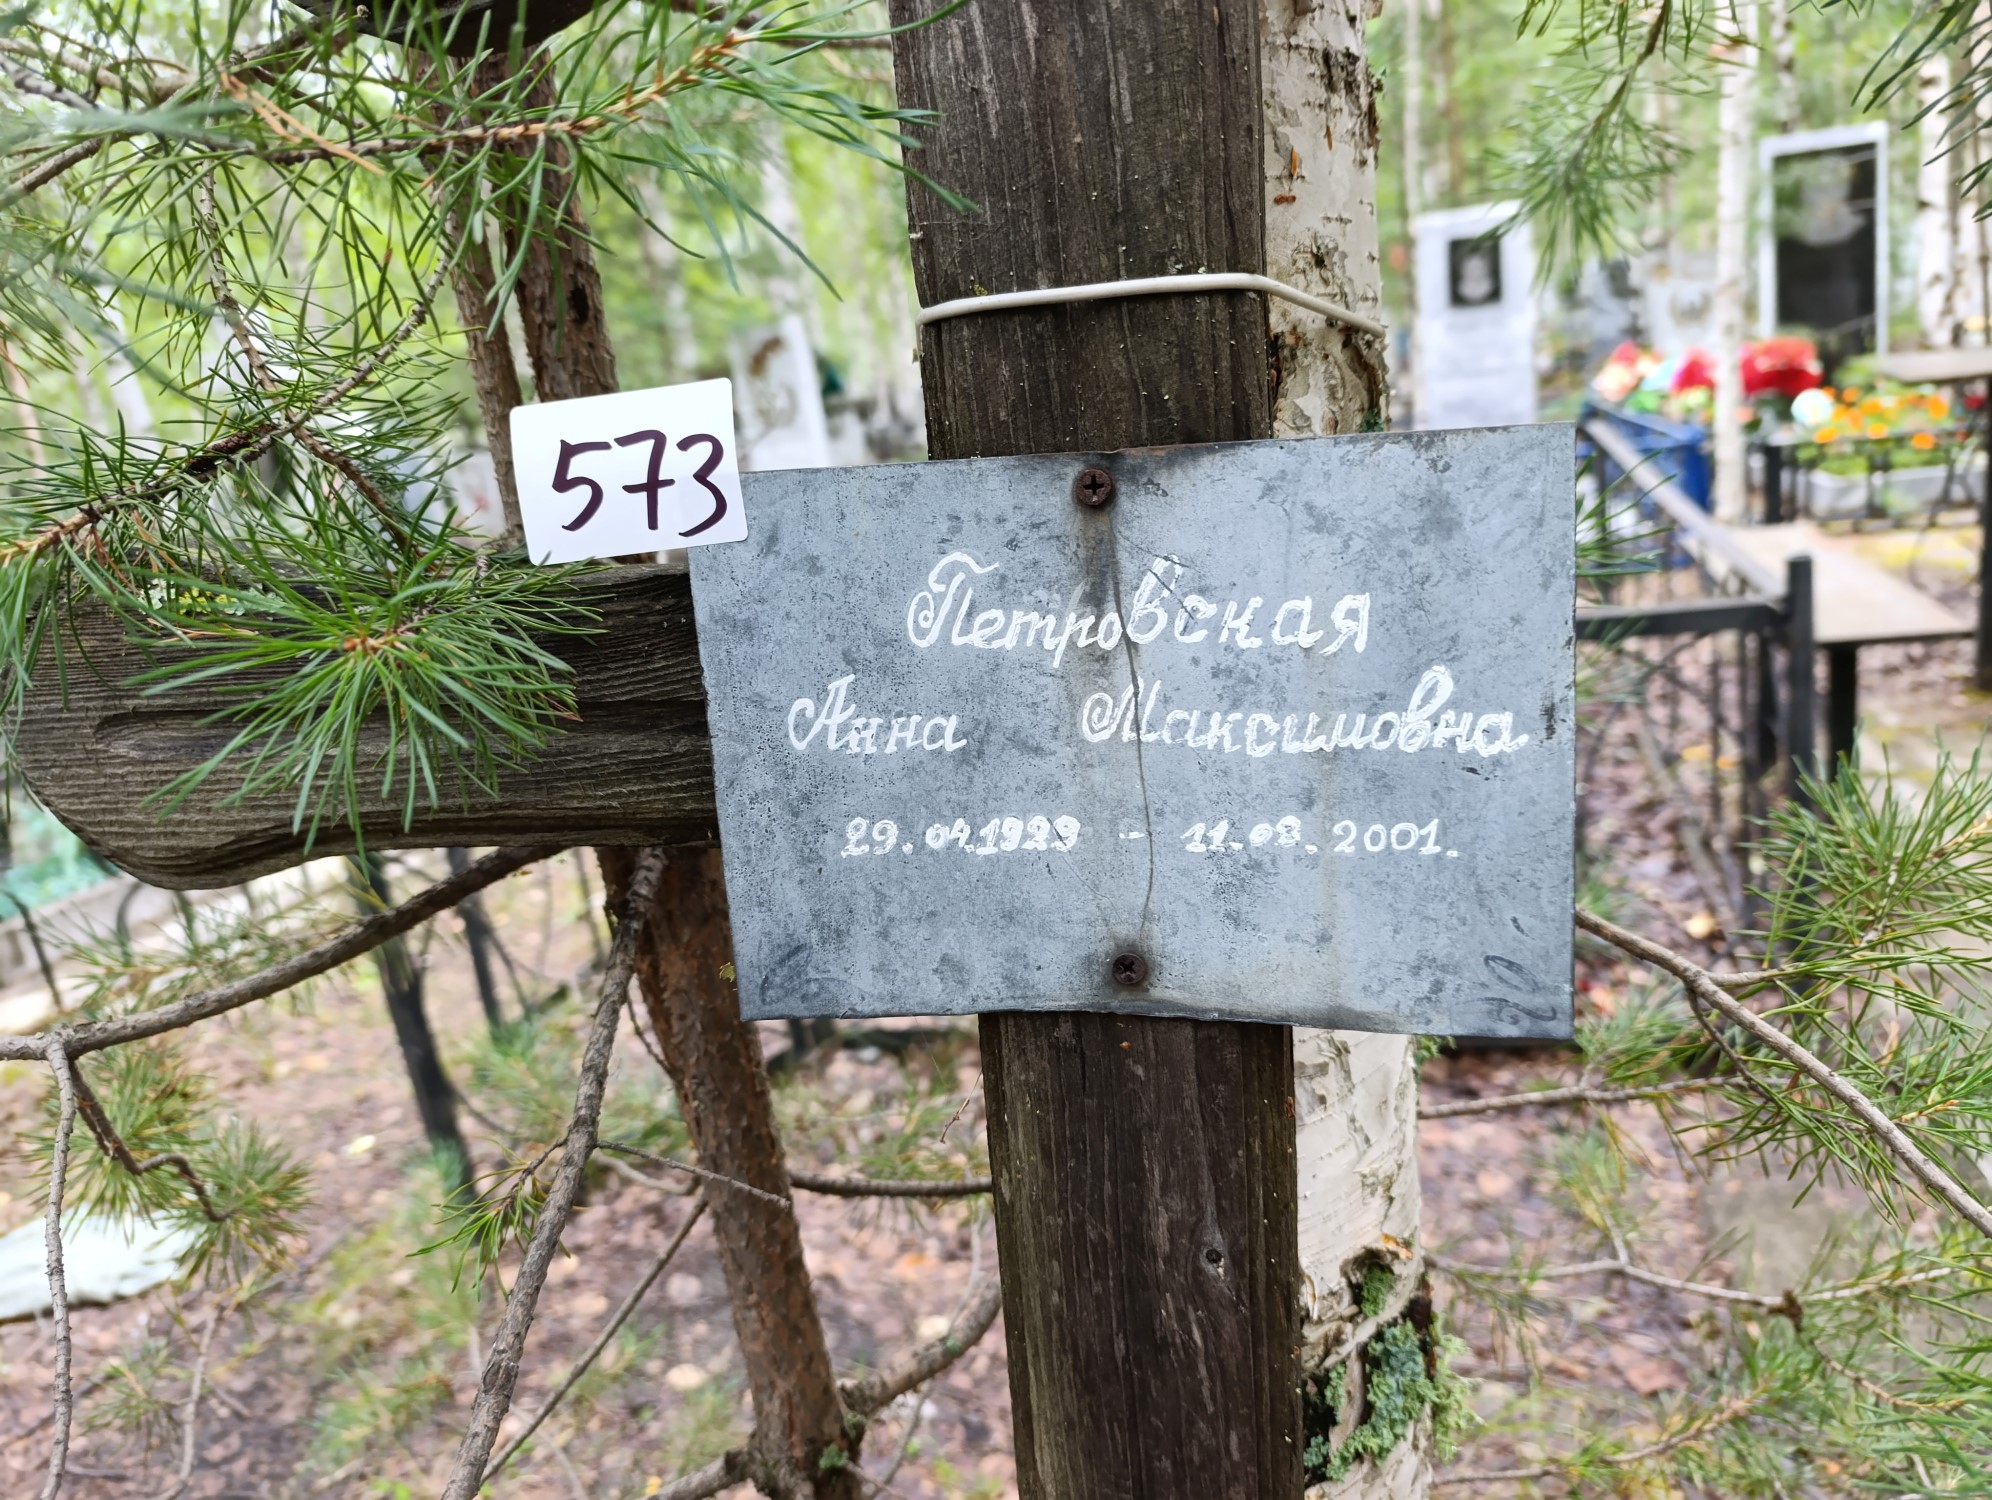 573
Петровская
Анна Максимовна
29.04.1929 - 11.08.2001.